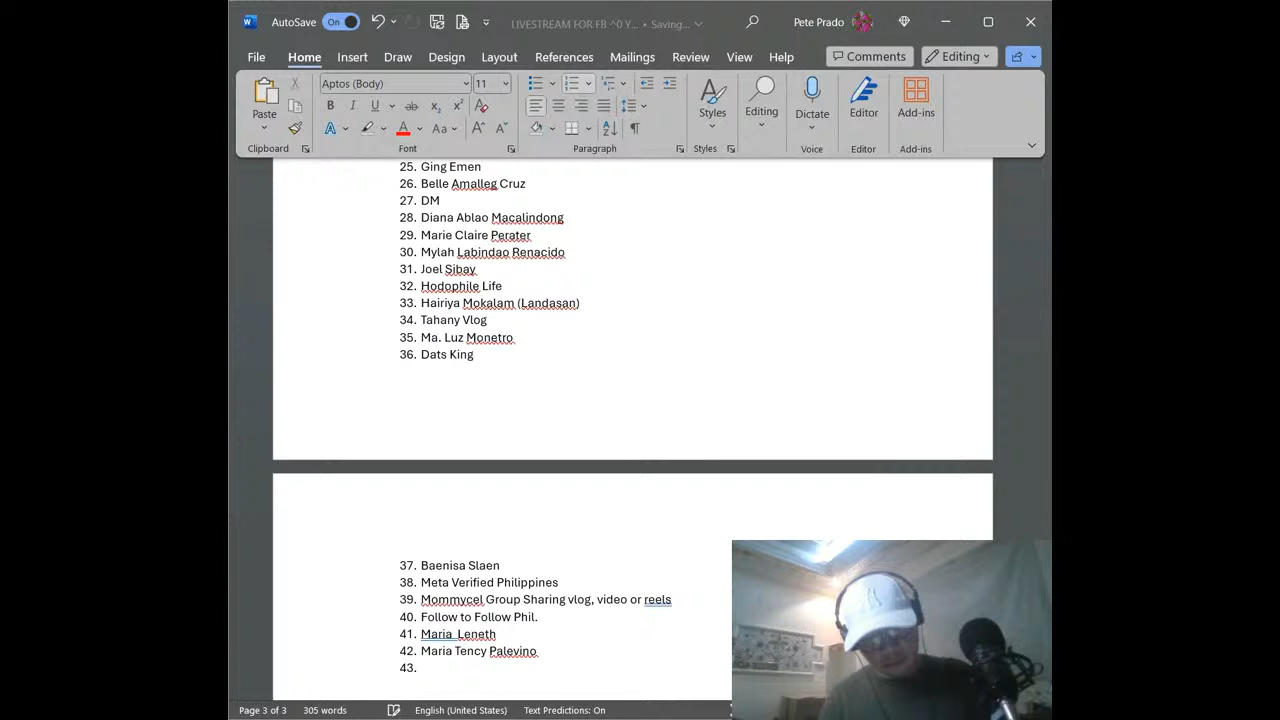 AutoSave On LIVESTREAM FOR FB ^0 Y... • Saving... Pete Prado
File Home Insert Draw Design Layout References Mailings Review View Help Comments Editing
Aptos (Body) 11
Paste Styles Editing Dictate Editor Add-ins
Clipboard Font Paragraph Styles Voice Editor Add-ins
25. Ging Emen
26. Belle Amalleg Cruz
27. DM
28. Diana Ablao Macalindong
29. Marie Claire Perater
30. Mylah Labindao Renacido
31. Joel Sibay
32. Hodophile Life
33. Hairiya Mokalam (Landasan)
34. Tahany Vlog
35. Ma. Luz Monetro
36. Dats King
37. Baenisa Slaen
38. Meta Verified Philippines
39. Mommycel Group Sharing vlog, video or reels
40. Follow to Follow Phil.
41. Maria Leneth
42. Maria Tency Palevino
43.
Page 3 of 3 305 words English (United States) Text Predictions: On